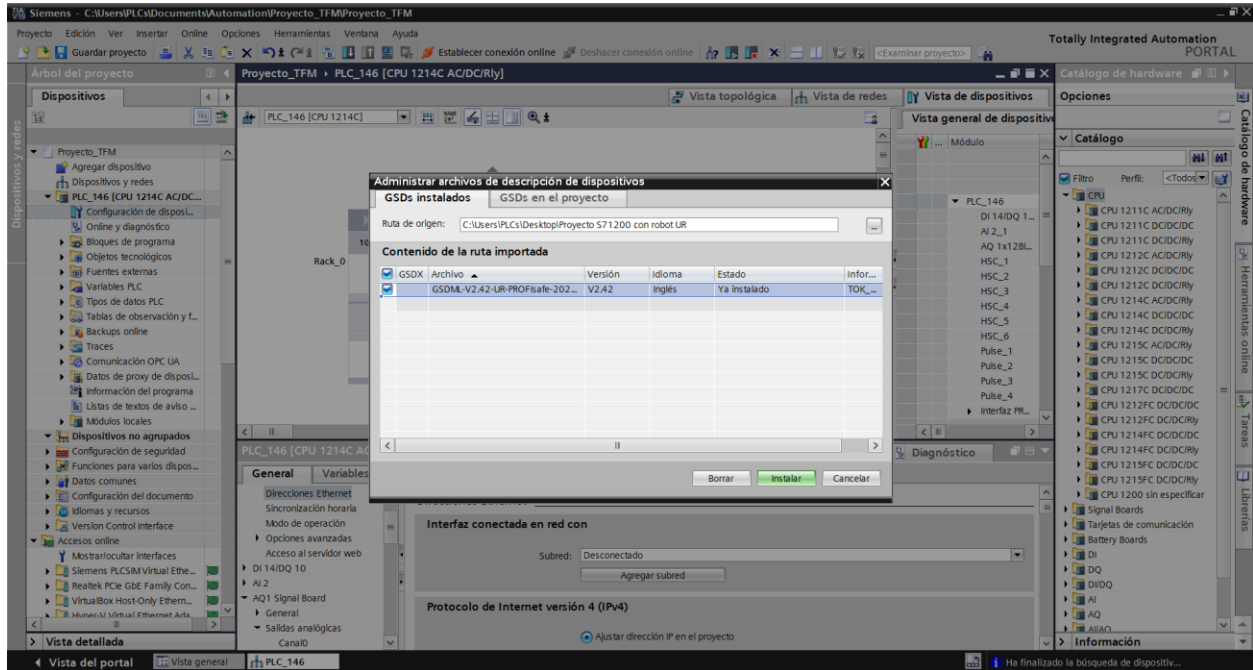 Siemens - C:\Users\PLCs\Documents\Automation\Proyecto_TFM\Proyecto_TFM
Proyecto Edición Ver Insertar Online Opciones Herramientas Ventana Ayuda
Guardar proyecto
Establecer conexión online
Deshacer conexión online
<Examinar proyecto>
Totally Integrated Automation
PORTAL
Árbol del proyecto
Dispositivos
Dispositivos y redes
Proyecto_TFM
Agregar dispositivo
Dispositivos y redes
PLC_146 [CPU 1214C AC/DC...
Configuración de disposi...
Online y diagnóstico
Bloques de programa
Objetos tecnológicos
Fuentes externas
Variables PLC
Tipos de datos PLC
Tablas de observación y f...
Backups online
Traces
Comunicación OPC UA
Datos de proxy de disposi...
Información del programa
Listas de textos de aviso ...
Módulos locales
Dispositivos no agrupados
Configuración de seguridad
Funciones para varios dispos...
Datos comunes
Configuración del documento
Idiomas y recursos
Version Control Interface
Accesos online
Mostrar/ocultar interfaces
Siemens PLCSIM Virtual Ethe...
Realtek PCIe GbE Family Con...
VirtualBox Host-Only Ethern...
Hyper-V Virtual Ethernet Ada...
Vista detallada
Proyecto_TFM › PLC_146 [CPU 1214C AC/DC/Rly]
Vista topológica
Vista de redes
Vista de dispositivos
PLC_146 [CPU 1214C]
Vista general de dispositivo
... Módulo
PLC_146
DI 14/DQ 1...
AI 2_1
AQ 1x12Bi...
HSC_1
HSC_2
HSC_3
HSC_4
HSC_5
HSC_6
Pulse_1
Pulse_2
Pulse_3
Pulse_4
Interfaz PR...
10
Rack_0
Administrar archivos de descripción de dispositivos
GSDs instalados
GSDs en el proyecto
Ruta de origen: C:\Users\PLCs\Desktop\Proyecto S71200 con robot UR
...
Contenido de la ruta importada
GSDX Archivo Versión Idioma Estado Infor...
GSDML-V2.42-UR-PROFIsafe-202... V2.42 Inglés Ya instalado TOK_...
Borrar
Instalar
Cancelar
PLC_146 [CPU 1214C AC
Diagnóstico
General
Variables
Direcciones Ethernet
Sincronización horaria
Modo de operación
Opciones avanzadas
Acceso al servidor web
DI 14/DQ 10
AI 2
AQ1 Signal Board
General
Salidas analógicas
Canal0
Interfaz conectada en red con
Subred: Desconectado
Agregar subred
Protocolo de Internet versión 4 (IPv4)
Ajustar dirección IP en el proyecto
Catálogo de hardware
Opciones
Catálogo
Filtro Perfil: <Todos>
CPU
CPU 1211C AC/DC/Rly
CPU 1211C DC/DC/DC
CPU 1211C DC/DC/Rly
CPU 1212C AC/DC/Rly
CPU 1212C DC/DC/DC
CPU 1212C DC/DC/Rly
CPU 1214C AC/DC/Rly
CPU 1214C DC/DC/DC
CPU 1214C DC/DC/Rly
CPU 1215C AC/DC/Rly
CPU 1215C DC/DC/DC
CPU 1215C DC/DC/Rly
CPU 1217C DC/DC/DC
CPU 1212FC DC/DC/DC
CPU 1212FC DC/DC/Rly
CPU 1214FC DC/DC/DC
CPU 1214FC DC/DC/Rly
CPU 1215FC DC/DC/DC
CPU 1215FC DC/DC/Rly
CPU 1200 sin especificar
Signal Boards
Tarjetas de comunicación
Battery Boards
DI
DQ
DI/DQ
AI
AQ
AI/AQ
Información
Catálogo de hardware
Herramientas online
Tareas
Librerías
Vista del portal
Vista general
PLC_146
Ha finalizado la búsqueda de dispositiv...